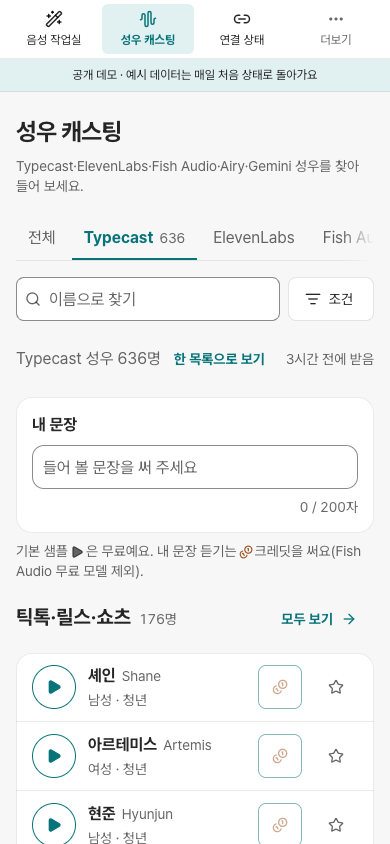 음성 작업실
성우 캐스팅
연결 상태
더보기
공개 데모 · 예시 데이터는 매일 처음 상태로 돌아가요
성우 캐스팅
Typecast·ElevenLabs·Fish Audio·Airy·Gemini 성우를 찾아
들어 보세요.
전체
Typecast 636
ElevenLabs
Fish Au
이름으로 찾기
조건
Typecast 성우 636명
한 목록으로 보기
3시간 전에 받음
내 문장
들어 볼 문장을 써 주세요
0 / 200자
기본 샘플 은 무료예요. 내 문장 듣기는 크레딧을 써요(Fish
Audio 무료 모델 제외).
틱톡·릴스·쇼츠 176명
모두 보기
셰인 Shane
남성 · 청년
아르테미스 Artemis
여성 · 청년
현준 Hyunjun
남성 · 청년